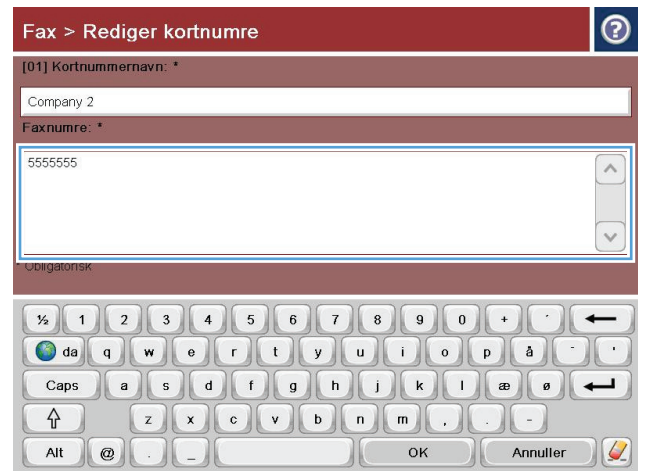 Fax > Rediger kortnumre
[01] Kortnummernavn: *
Company 2
Faxnumre: *
5555555
* Obligatorisk
½ 1 2 3 4 5 6 7 8 9 0 + ´
da q w e r t y u i o p å ¨ '
Caps a s d f g h j k l æ ø
z x c v b n m , . -
Alt @ . _ OK Annuller